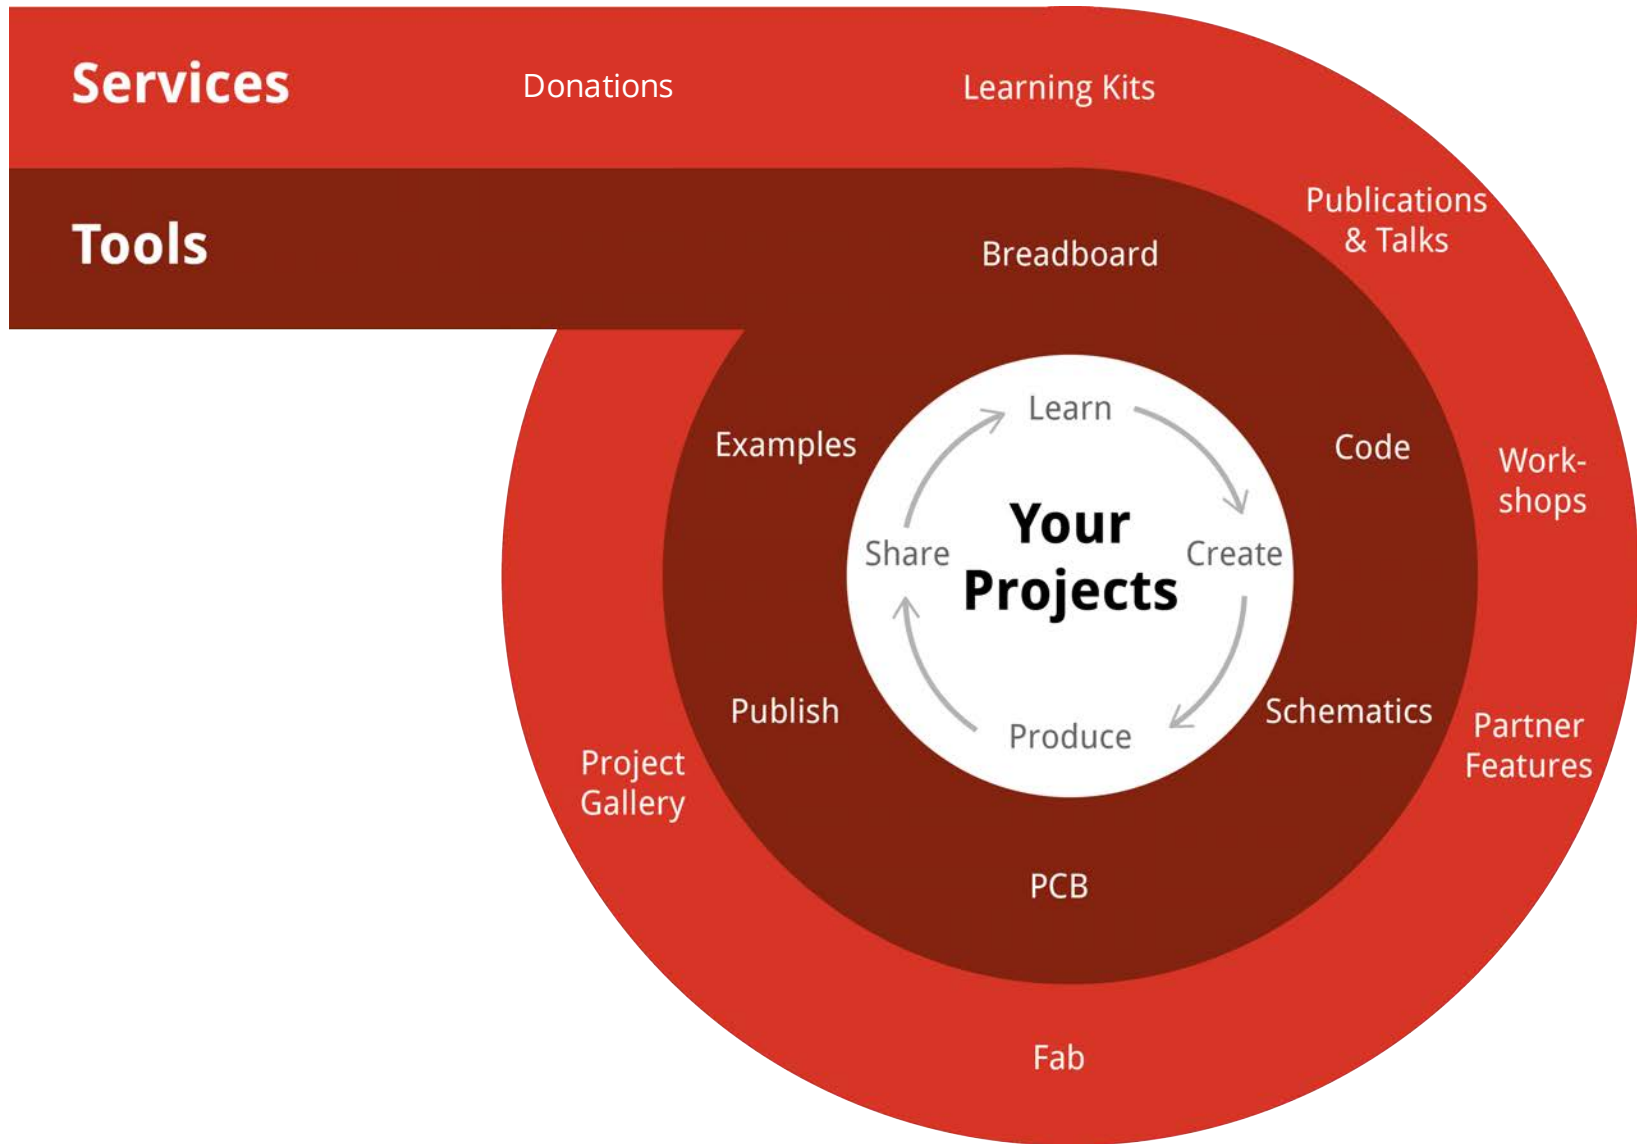 Services
Donations
Learning Kits
Publications
& Talks
Tools
Breadboard
Examples
Learn
Code
Work-
shops
Your
Projects
Share
Create
Publish
Produce
Schematics
Partner
Features
Project
Gallery
PCB
Fab